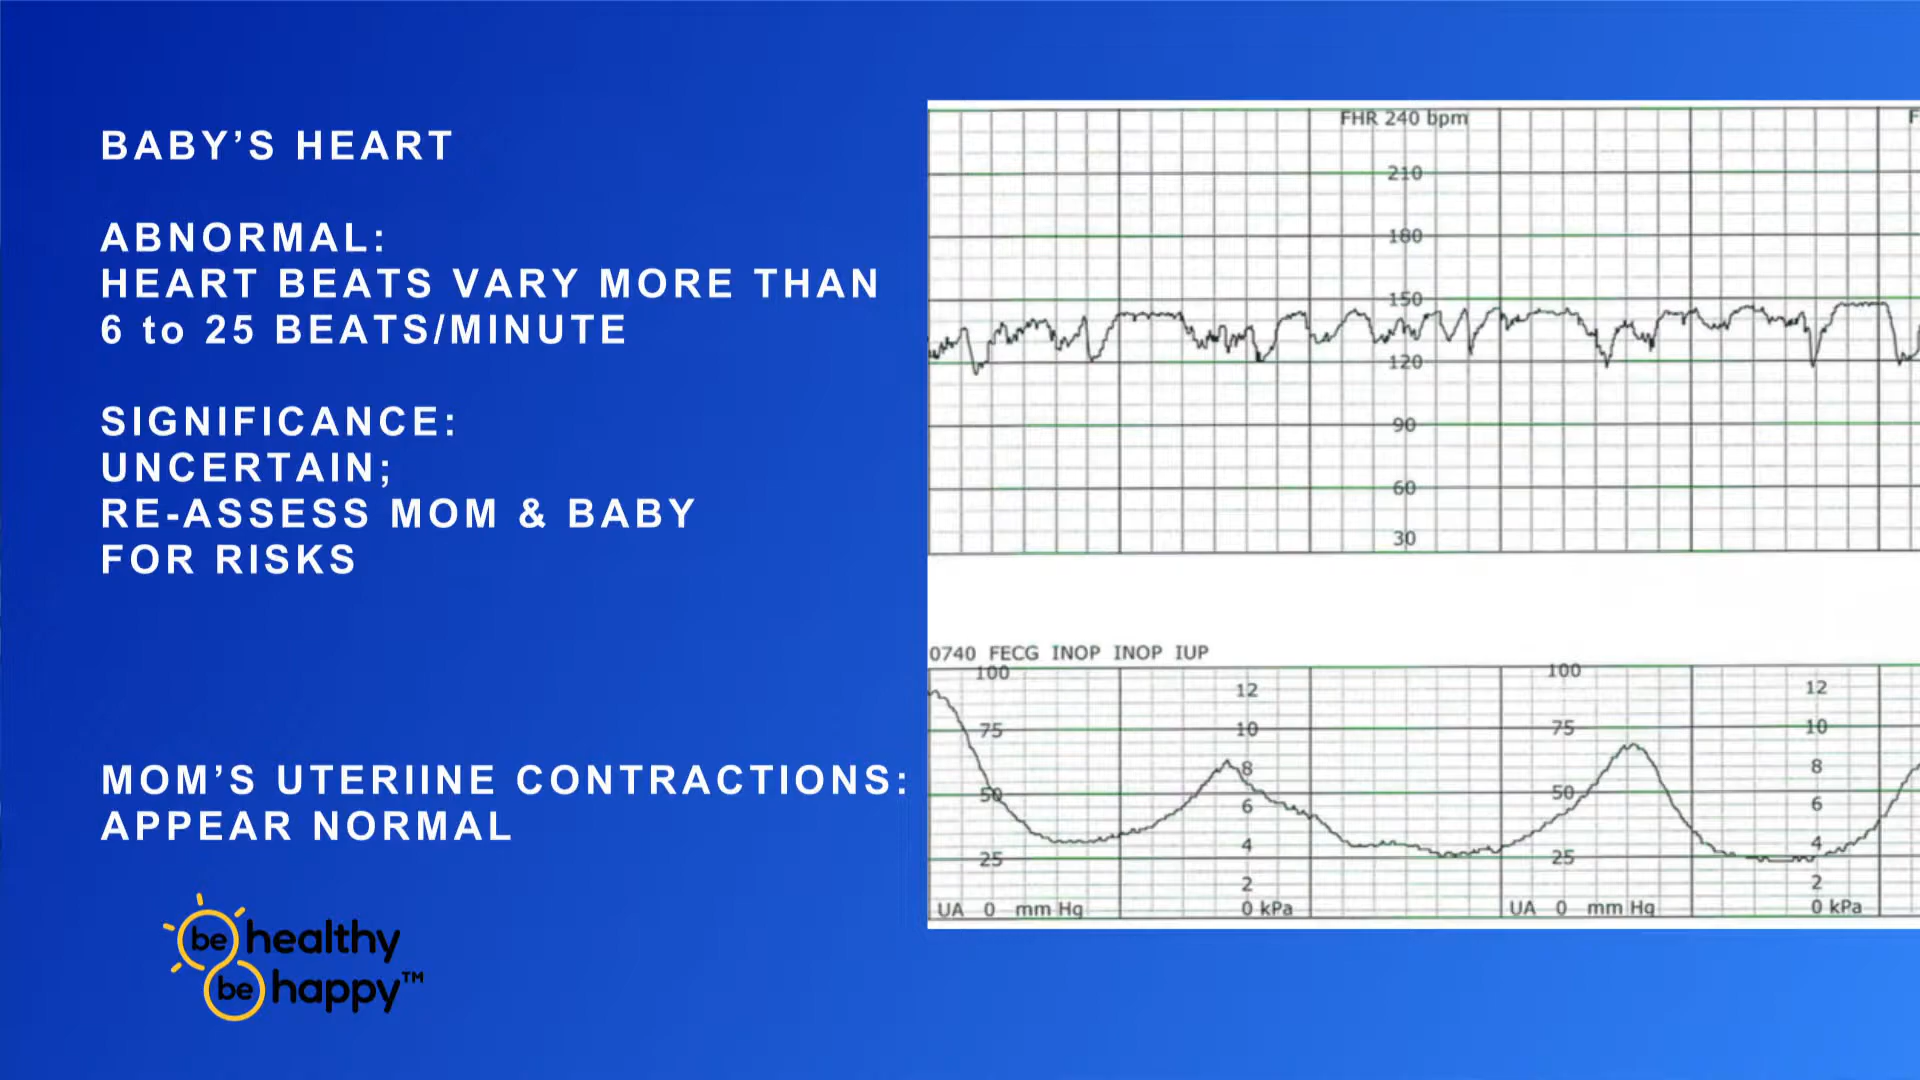 BABY’S HEART
ABNORMAL:
HEART BEATS VARY MORE THAN
6 to 25 BEATS/MINUTE
SIGNIFICANCE:
UNCERTAIN;
RE-ASSESS MOM & BABY
FOR RISKS
MOM’S UTERIINE CONTRACTIONS:
APPEAR NORMAL
be healthy
be happy™
FHR 240 bpm
F
210
180
150
120
90
60
30
0740 FECG INOP INOP IUP
100
75
50
25
UA 0 mm Hg
12
10
8
6
4
2
0 kPa
100
75
50
25
UA 0 mm Hg
12
10
8
6
4
2
0 kPa